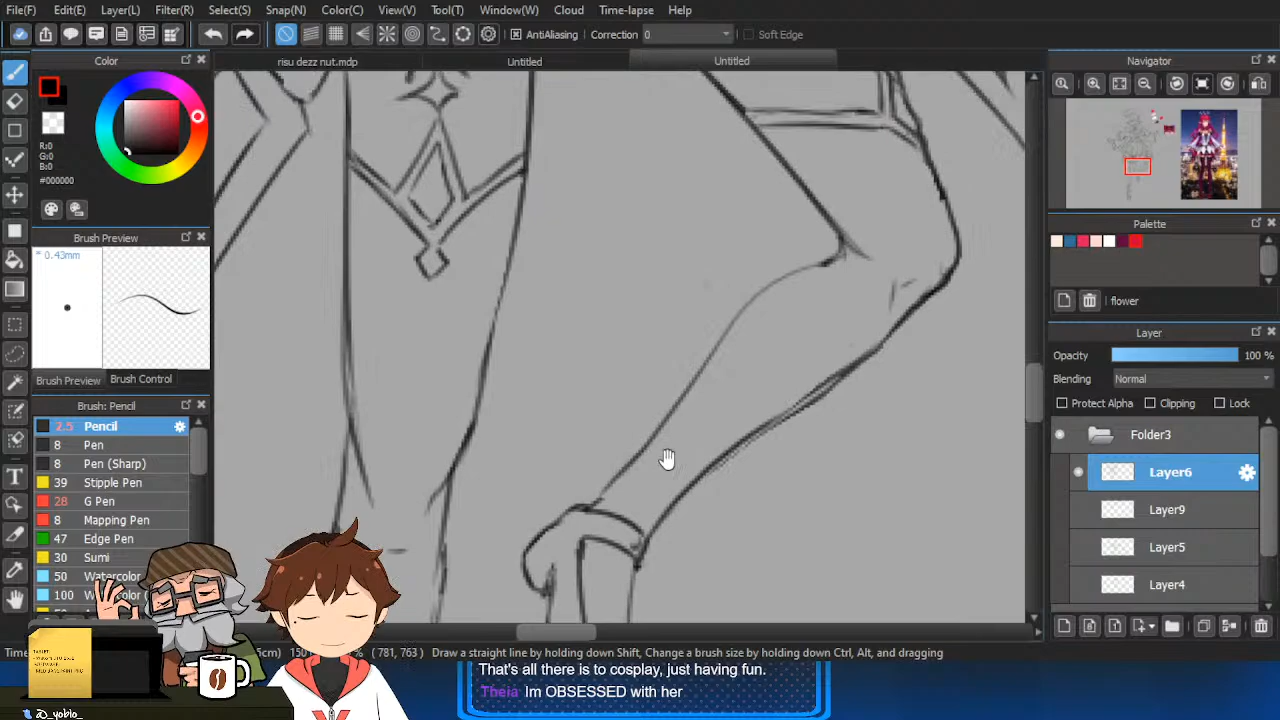 File(F) Edit(E) Layer(L) Filter(R) Select(S) Snap(N) Color(C) View(V) Tool(T) Window(W) Cloud Time-lapse Help
AntiAliasing Correction 0 Soft Edge
Color
risu dezz nut.mdp Untitled Untitled
Navigator
R:0
G:0
B:0
#000000
Brush Preview
0.43mm
Palette
flower
Layer
Opacity 100 %
Blending Normal
Protect Alpha Clipping Lock
Brush Preview Brush Control
Brush: Pencil
2.5 Pencil
8 Pen
8 Pen (Sharp)
39 Stipple Pen
28 G Pen
8 Mapping Pen
47 Edge Pen
30 Sumi
50 Watercolor
100 Watercolor
Folder3
Layer6
Layer9
Layer5
Layer4
(781, 763) Draw a straight line by holding down Shift, Change a brush size by holding down Ctrl, Alt, and dragging
That's all there is to cosplay, just having fun.
Theia Im OBSESSED with her